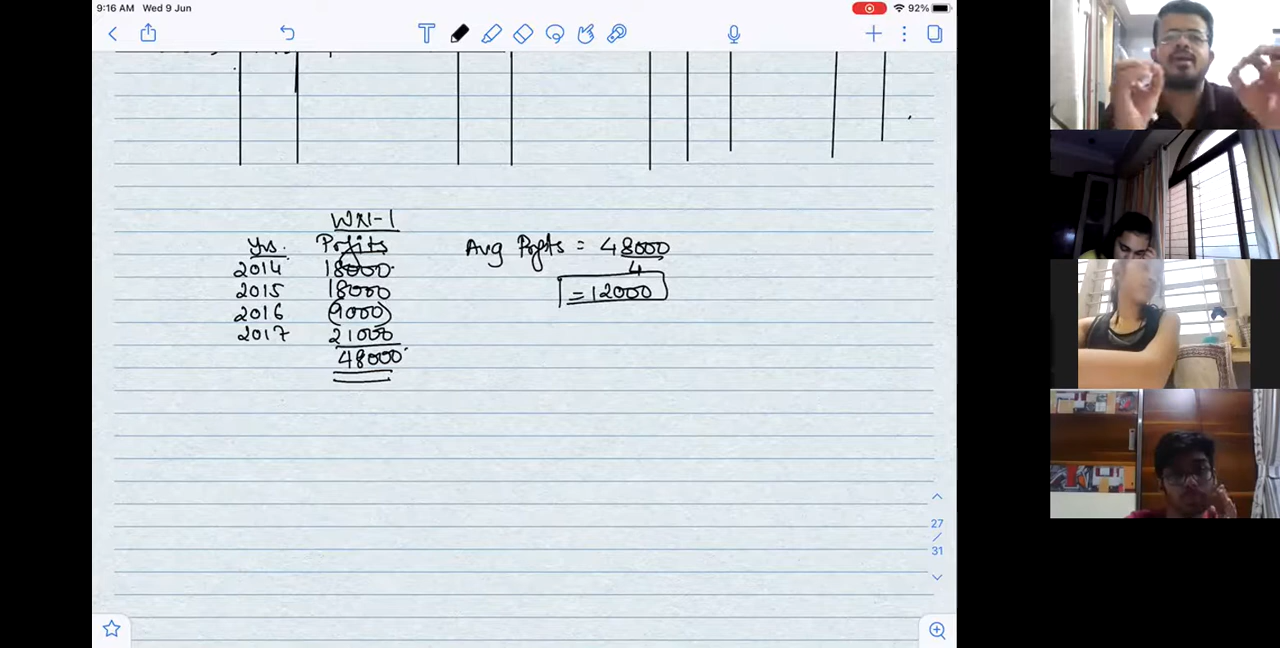 9:16 AM Wed 9 Jun
92%
WN-1
Yrs. Profits
2014 18000
2015 18000
2016 (9000)
2017 21000
48000
Avg Profits = 48000
4
= 12000
27
/
31